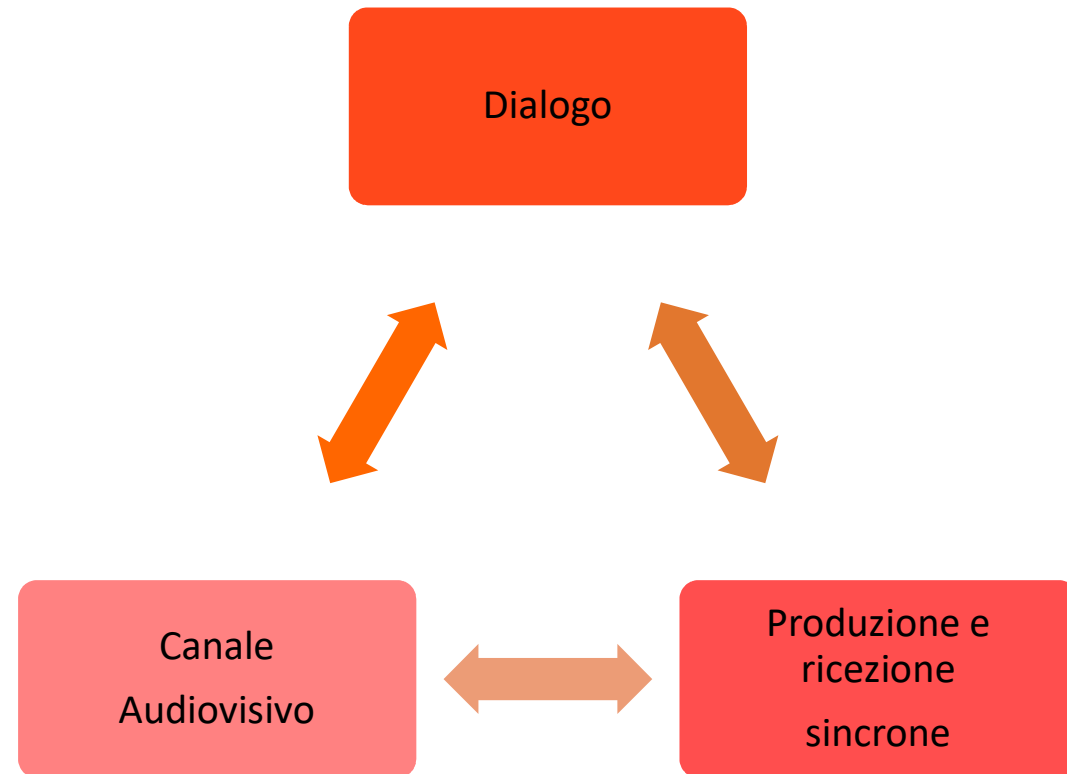 Dialogo
Canale
Audiovisivo
Produzione e
ricezione
sincrone